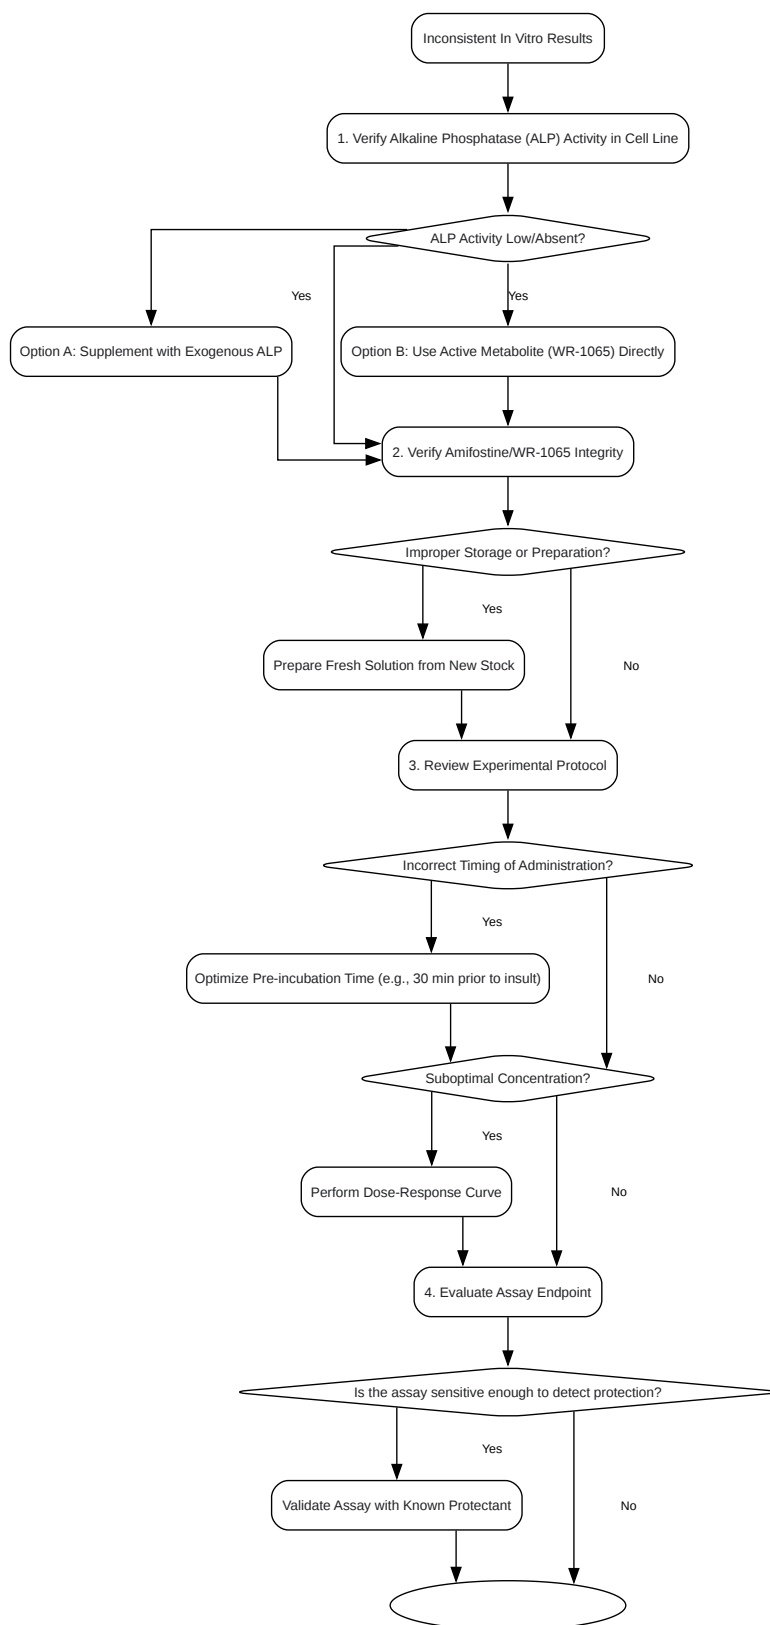 Inconsistent In Vitro Results
1. Verify Alkaline Phosphatase (ALP) Activity in Cell Line
ALP Activity Low/Absent?
Yes
Yes
Option A: Supplement with Exogenous ALP
Option B: Use Active Metabolite (WR-1065) Directly
2. Verify Amifostine/WR-1065 Integrity
Improper Storage or Preparation?
Yes
Prepare Fresh Solution from New Stock
No
3. Review Experimental Protocol
Incorrect Timing of Administration?
Yes
Optimize Pre-incubation Time (e.g., 30 min prior to insult)
No
Suboptimal Concentration?
Yes
Perform Dose-Response Curve
No
4. Evaluate Assay Endpoint
Is the assay sensitive enough to detect protection?
Yes
Validate Assay with Known Protectant
No